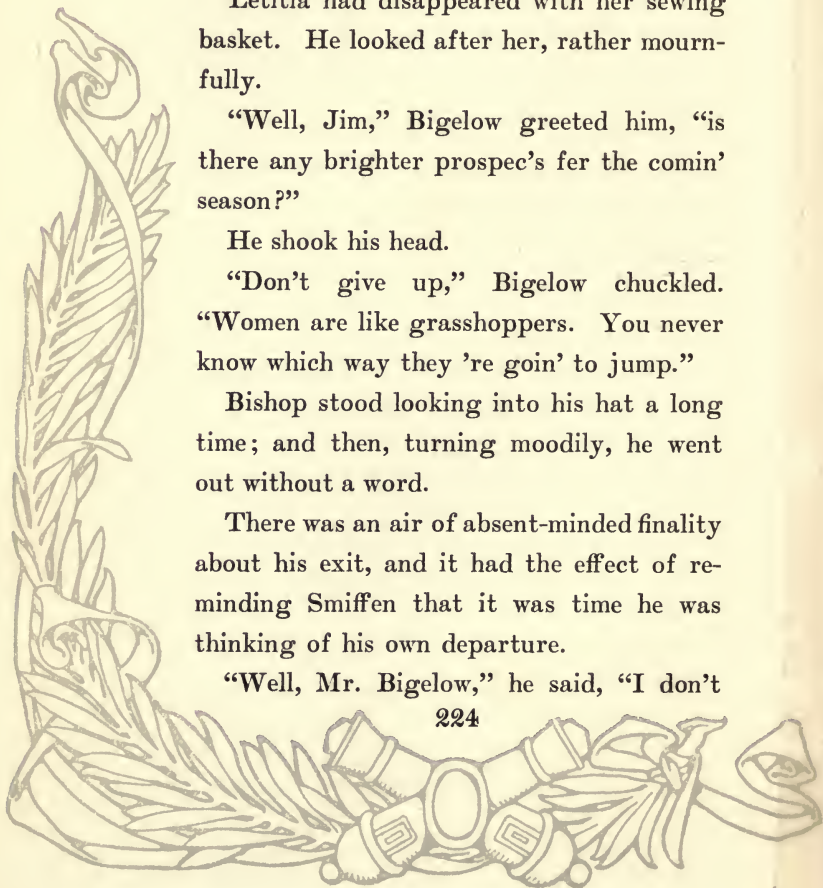 Letitia had disappeared with her sewing
basket. He looked after her, rather mourn-
fully.
“Well, Jim,” Bigelow greeted him, “is
there any brighter prospec’s fer the comin’
season?”
He shook his head.
“Don’t give up,” Bigelow chuckled.
“Women are like grasshoppers. You never
know which way they ’re goin’ to jump.”
Bishop stood looking into his hat a long
time; and then, turning moodily, he went
out without a word.
There was an air of absent-minded finality
about his exit, and it had the effect of re-
minding Smiffen that it was time he was
thinking of his own departure.
“Well, Mr. Bigelow,” he said, “I don’t
224